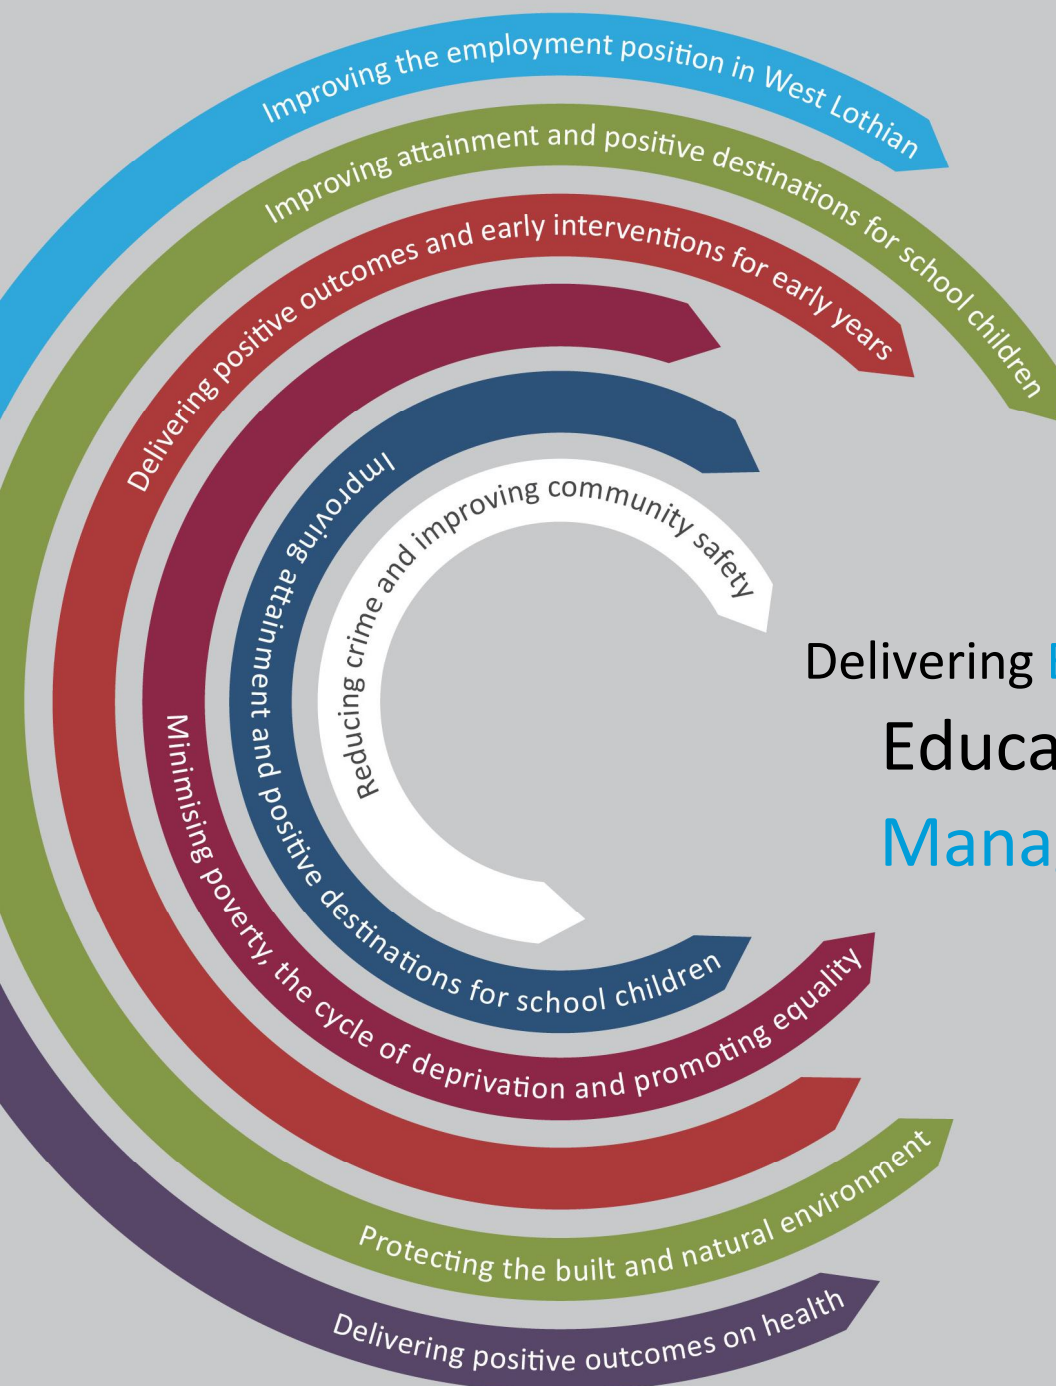 Improving the employment position in West Lothian
Improving attainment and positive destinations for school children
Delivering positive outcomes and early interventions for early years
Improving attainment and positive destinations for school children
Reducing crime and improving community safety
Minimising poverty, the cycle of deprivation and promoting equality
Protecting the built and natural environment
Delivering positive outcomes on health
Delivering
Educa
Mana